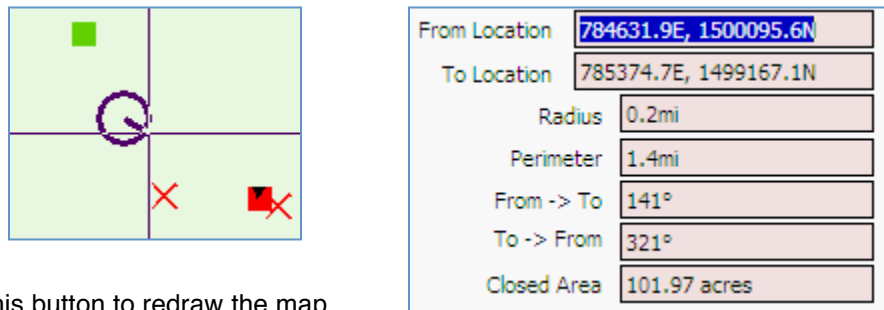 From Location 784631.9E, 1500095.6N
To Location 785374.7E, 1499167.1N
Radius 0.2mi
Perimeter 1.4mi
From -> To 141°
To -> From 321°
Closed Area 101.97 acres
his button to redraw the map